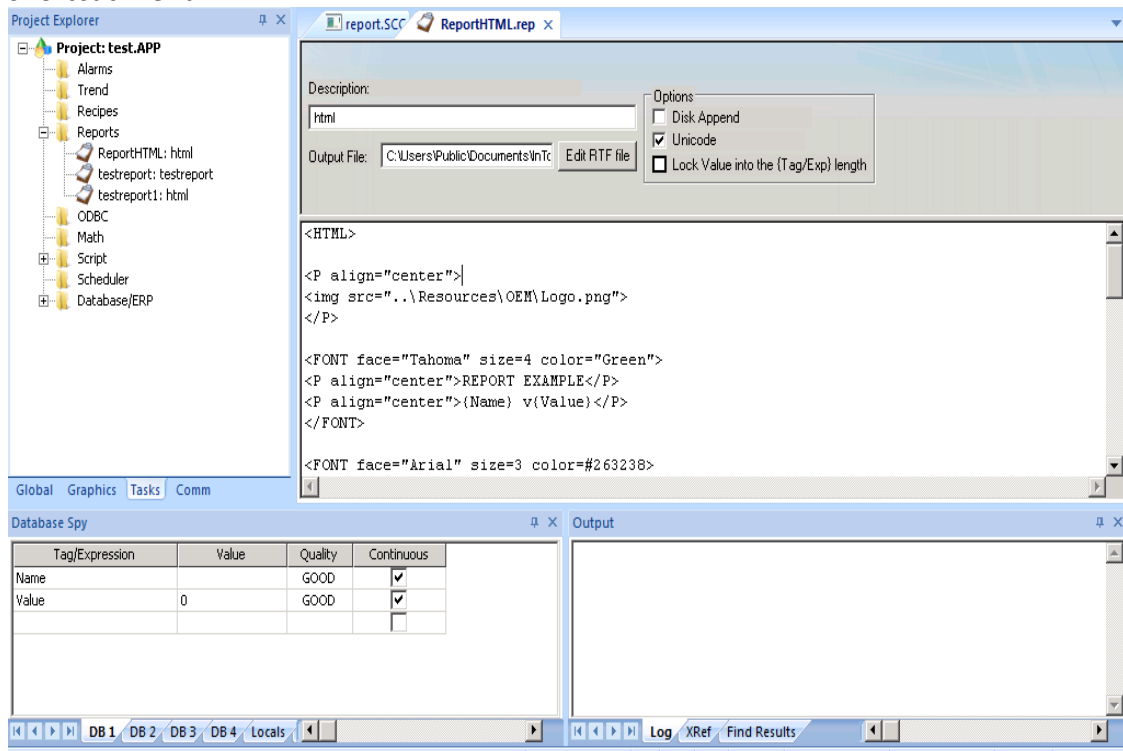 Project Explorer
Project: test.APP
Alarms
Trend
Recipes
Reports
ReportHTML: html
testreport: testreport
testreport1: html
ODBC
Math
Script
Scheduler
Database/ERP
Global Graphics Tasks Comm
report.SCC ReportHTML.rep
Description:
html
Output File: C:\Users\Public\Documents\InTc Edit RTF file
Options
Disk Append
Unicode
Lock Value into the {Tag/Exp} length
<HTML>
<P align="center">
<img src="..\Resources\OEM\Logo.png">
</P>
<FONT face="Tahoma" size=4 color="Green">
<P align="center">REPORT EXAMPLE</P>
<P align="center">{Name} v{Value}</P>
</FONT>
<FONT face="Arial" size=3 color=#263238>
Database Spy
Tag/Expression Value Quality Continuous
Name GOOD
Value 0 GOOD
DB 1 DB 2 DB 3 DB 4 Locals
Output
Log XRef Find Results